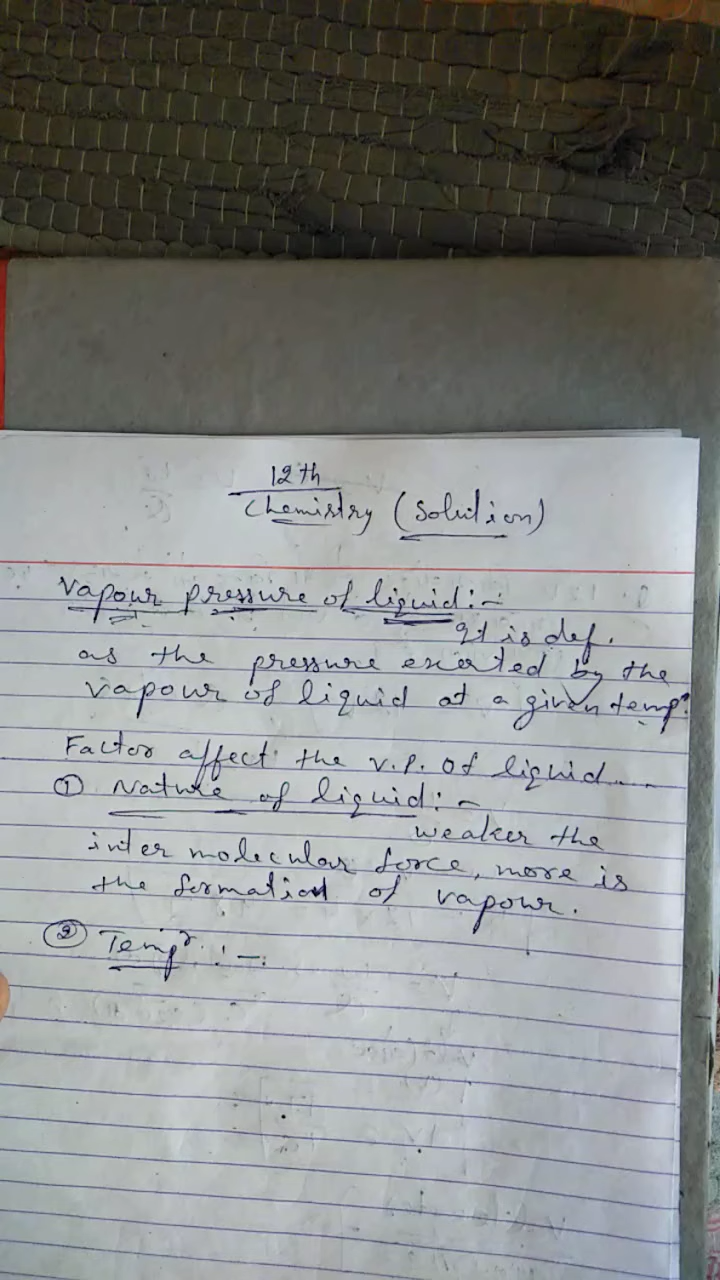 12th
Chemistry (Solution)
Vapour pressure of liquid:-
It is def.
as the pressure exerted by the
vapour of liquid at a given temp.
Factor affect the v.p. of liquid...
① Nature of liquid:-
weaker the
inter molecular force, more is
the formation of vapour.
② Tempr. :-